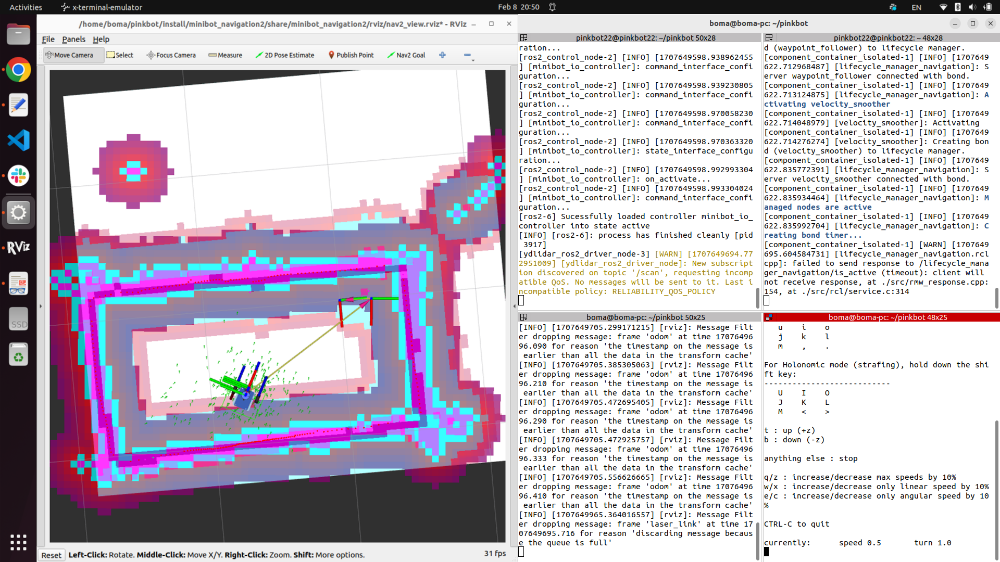 Activities
x-terminal-emulator
Feb 8 20:50
EN
/home/boma/pinkbot/install/minibot_navigation2/share/minibot_navigation2/rviz/nav2_view.rviz* - RViz
File Panels Help
Move Camera
Select
Focus Camera
Measure
2D Pose Estimate
Publish Point
Nav2 Goal
RViz
SSD
Reset
Left-Click: Rotate. Middle-Click: Move X/Y. Right-Click: Zoom. Shift: More options.
31 fps
boma@boma-pc: ~/pinkbot
pinkbot22@pinkbot22: ~/pinkbot 50x28
ration...
[ros2_control_node-2] [INFO] [1707649598.938962455
] [minibot_io_controller]: command_interface_confi
guration...
[ros2_control_node-2] [INFO] [1707649598.939230805
] [minibot_io_controller]: command_interface_confi
guration...
[ros2_control_node-2] [INFO] [1707649598.970058230
] [minibot_io_controller]: command_interface_confi
guration...
[ros2_control_node-2] [INFO] [1707649598.970363320
] [minibot_io_controller]: state_interface_configu
ration...
[ros2_control_node-2] [INFO] [1707649598.992993304
] [minibot_io_controller]: on_activate...
[ros2_control_node-2] [INFO] [1707649598.993304024
] [minibot_io_controller]: command_interface_confi
guration...
[ros2-6] Sucessfully loaded controller minibot_io_
controller into state active
[INFO] [ros2-6]: process has finished cleanly [pid
 3917]
[ydlidar_ros2_driver_node-3] [WARN] [1707649694.77
2951009] [ydlidar_ros2_driver_node]: New subscript
ion discovered on topic '/scan', requesting incomp
atible QoS. No messages will be sent to it. Last i
ncompatible policy: RELIABILITY_QOS_POLICY
pinkbot22@pinkbot22: ~ 48x28
d (waypoint_follower) to lifecycle manager.
[component_container_isolated-1] [INFO] [1707649
622.712968487] [lifecycle_manager_navigation]: S
erver waypoint_follower connected with bond.
[component_container_isolated-1] [INFO] [1707649
622.713124875] [lifecycle_manager_navigation]: A
ctivating velocity_smoother
[component_container_isolated-1] [INFO] [1707649
622.714048979] [velocity_smoother]: Activating
[component_container_isolated-1] [INFO] [1707649
622.714276274] [velocity_smoother]: Creating bon
d (velocity_smoother) to lifecycle manager.
[component_container_isolated-1] [INFO] [1707649
622.835772391] [lifecycle_manager_navigation]: S
erver velocity_smoother connected with bond.
[component_container_isolated-1] [INFO] [1707649
622.835934464] [lifecycle_manager_navigation]: M
anaged nodes are active
[component_container_isolated-1] [INFO] [1707649
622.835992704] [lifecycle_manager_navigation]: C
reating bond timer...
[component_container_isolated-1] [WARN] [1707649
695.604584731] [lifecycle_manager_navigation.rcl
cpp]: failed to send response to /lifecycle_mana
ger_navigation/is_active (timeout): client will
not receive response, at ./src/rmw_response.cpp:
154, at ./src/rcl/service.c:314
boma@boma-pc: ~/pinkbot 50x25
[INFO] [1707649705.299171215] [rviz]: Message Filt
er dropping message: frame 'odom' at time 17076496
96.090 for reason 'the timestamp on the message is
 earlier than all the data in the transform cache'
[INFO] [1707649705.385305063] [rviz]: Message Filt
er dropping message: frame 'odom' at time 17076496
96.210 for reason 'the timestamp on the message is
 earlier than all the data in the transform cache'
[INFO] [1707649705.472695405] [rviz]: Message Filt
er dropping message: frame 'odom' at time 17076496
96.290 for reason 'the timestamp on the message is
 earlier than all the data in the transform cache'
[INFO] [1707649705.472925757] [rviz]: Message Filt
er dropping message: frame 'odom' at time 17076496
96.333 for reason 'the timestamp on the message is
 earlier than all the data in the transform cache'
[INFO] [1707649705.556626665] [rviz]: Message Filt
er dropping message: frame 'odom' at time 17076496
96.410 for reason 'the timestamp on the message is
 earlier than all the data in the transform cache'
[INFO] [1707649965.364016557] [rviz]: Message Filt
er dropping message: frame 'laser_link' at time 17
07649695.716 for reason 'discarding message becaus
e the queue is full'
boma@boma-pc: ~/pinkbot 48x25
u i o
j k l
m , .
For Holonomic mode (strafing), hold down the shi
ft key:
---------------------------
U I O
J K L
M < >
t : up (+z)
b : down (-z)
anything else : stop
q/z : increase/decrease max speeds by 10%
w/x : increase/decrease only linear speed by 10%
e/c : increase/decrease only angular speed by 10
%
CTRL-C to quit
currently: speed 0.5 turn 1.0